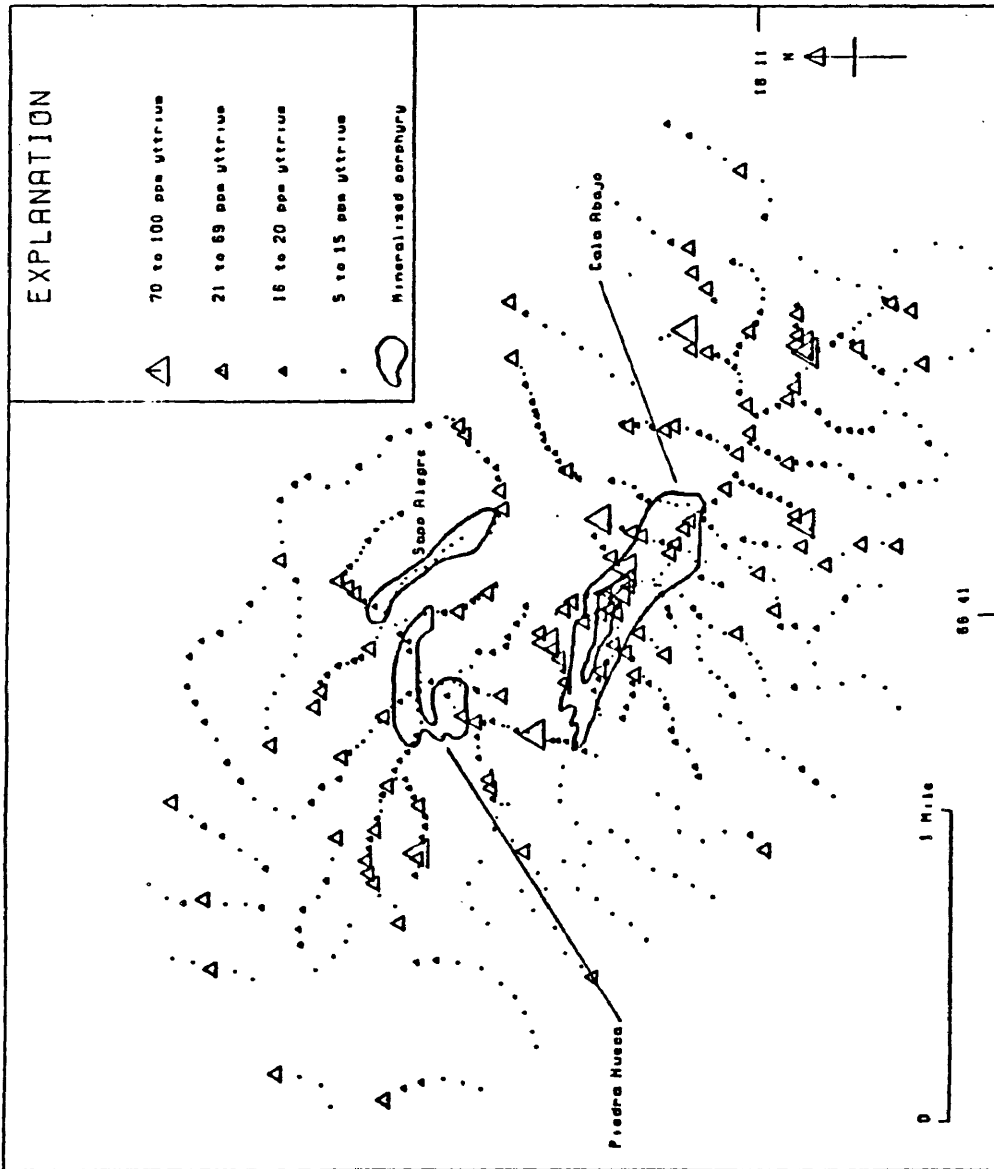 EXPLANATION
70 to 100 ppm yttrium
21 to 69 ppm yttrium
16 to 20 ppm yttrium
5 to 15 ppm yttrium
Mineralized porphyry
Sapo Alegre
Cala Abajo
Piedra Hueca
18 11
N
66 41
0 1 Mile